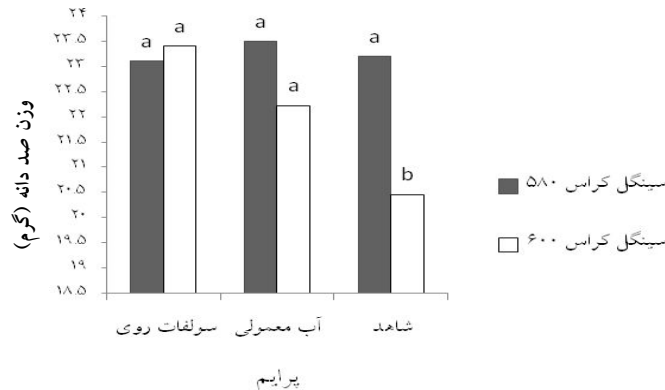 ۲۴
۲۳.۵
۲۳
۲۲.۵
۲۲
۲۱.۵
۲۱
۲۰.۵
۲۰
۱۹.۵
۱۹
۱۸.۵
وزن صد دانه (گرم)
a a
a a
a b
سولفات روی
آب معمولی
شاهد
پرایم
سینگل کراس ۵۸۰
سینگل کراس ۶۰۰